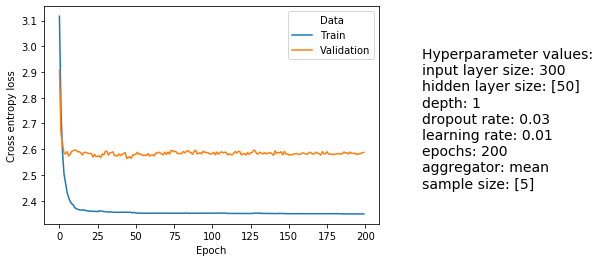 Data
Train
Validation
3.1
3.0
2.9
2.8
2.7
2.6
2.5
2.4
Cross entropy loss
0
25
50
75
100
125
150
175
200
Epoch
Hyperparameter values:
input layer size: 300
hidden layer size: [50]
depth: 1
dropout rate: 0.03
learning rate: 0.01
epochs: 200
aggregator: mean
sample size: [5]